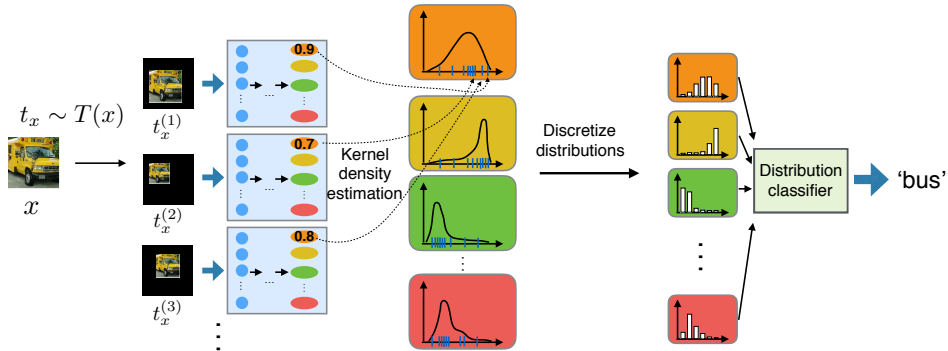 t_x ∼ T(x)
x
t_x^{(1)}
t_x^{(2)}
t_x^{(3)}
0.9
0.7
0.8
Kernel
density
estimation
Discretize
distributions
Distribution
classifier
‘bus’